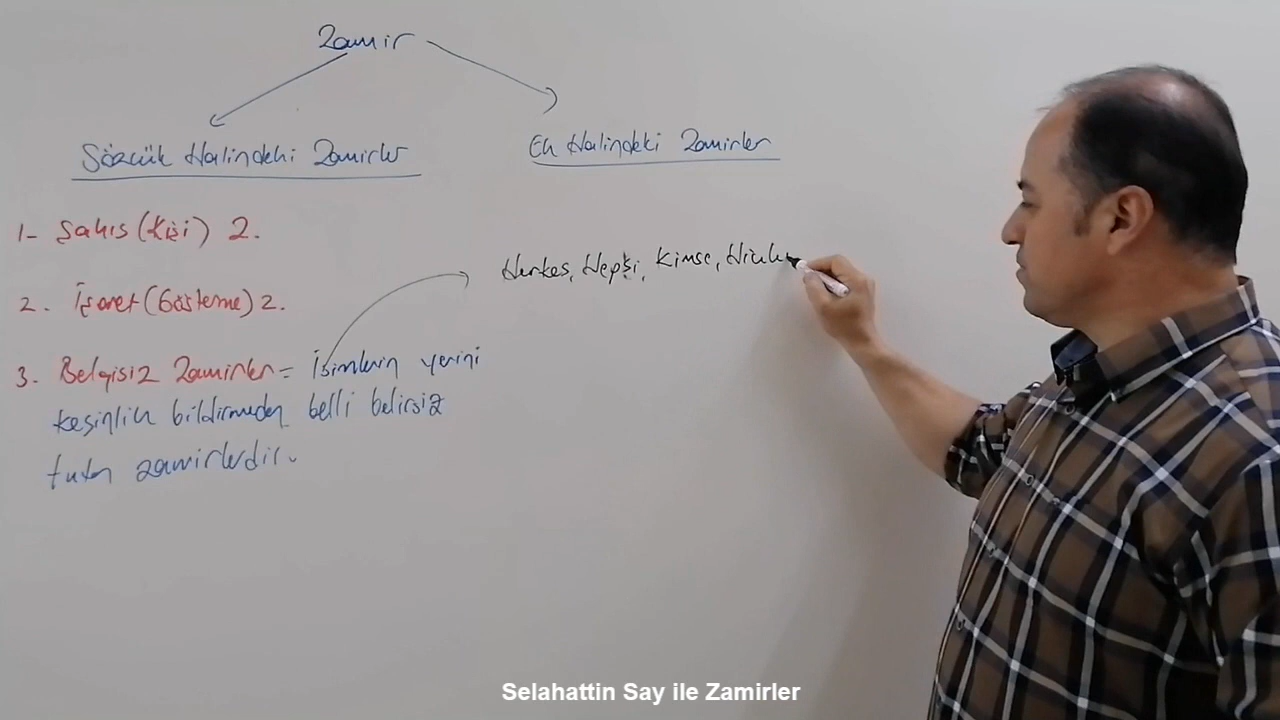 Zamir
Sözcük Halindeki Zamirler
Ek Halindeki Zamirler
1- Şahıs (Kişi) Z.
2. İşaret (Gösterme) Z.
Herkes, Hepsi, Kimse,
3. Belgisiz Zamirler = İsimlerin yerini
kesinlik bildirmeden belli belirsiz
tutan zamirlerdir.
Selahattin Say ile Zamirler